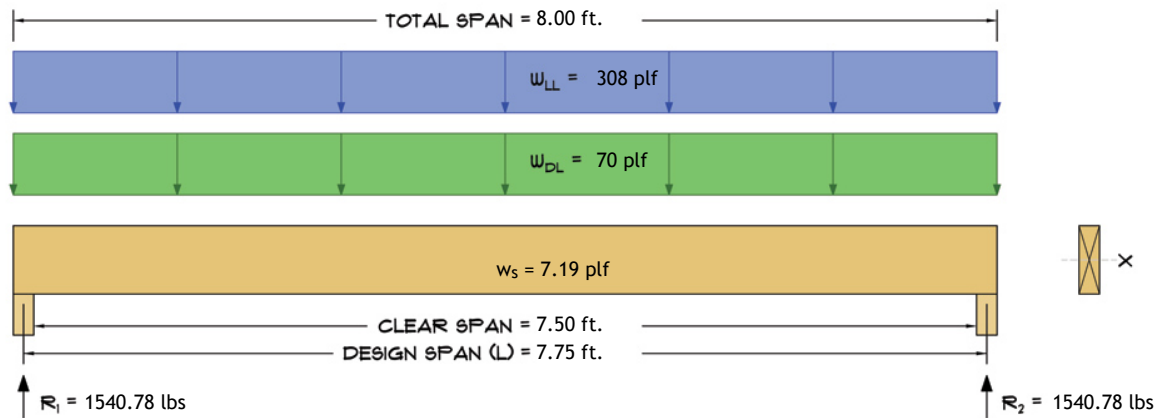 TOTAL SPAN = 8.00 ft.
WLL = 308 plf
WDL = 70 plf
ws = 7.19 plf
X
CLEAR SPAN = 7.50 ft.
DESIGN SPAN (L) = 7.75 ft.
R1 = 1540.78 lbs
R2 = 1540.78 lbs